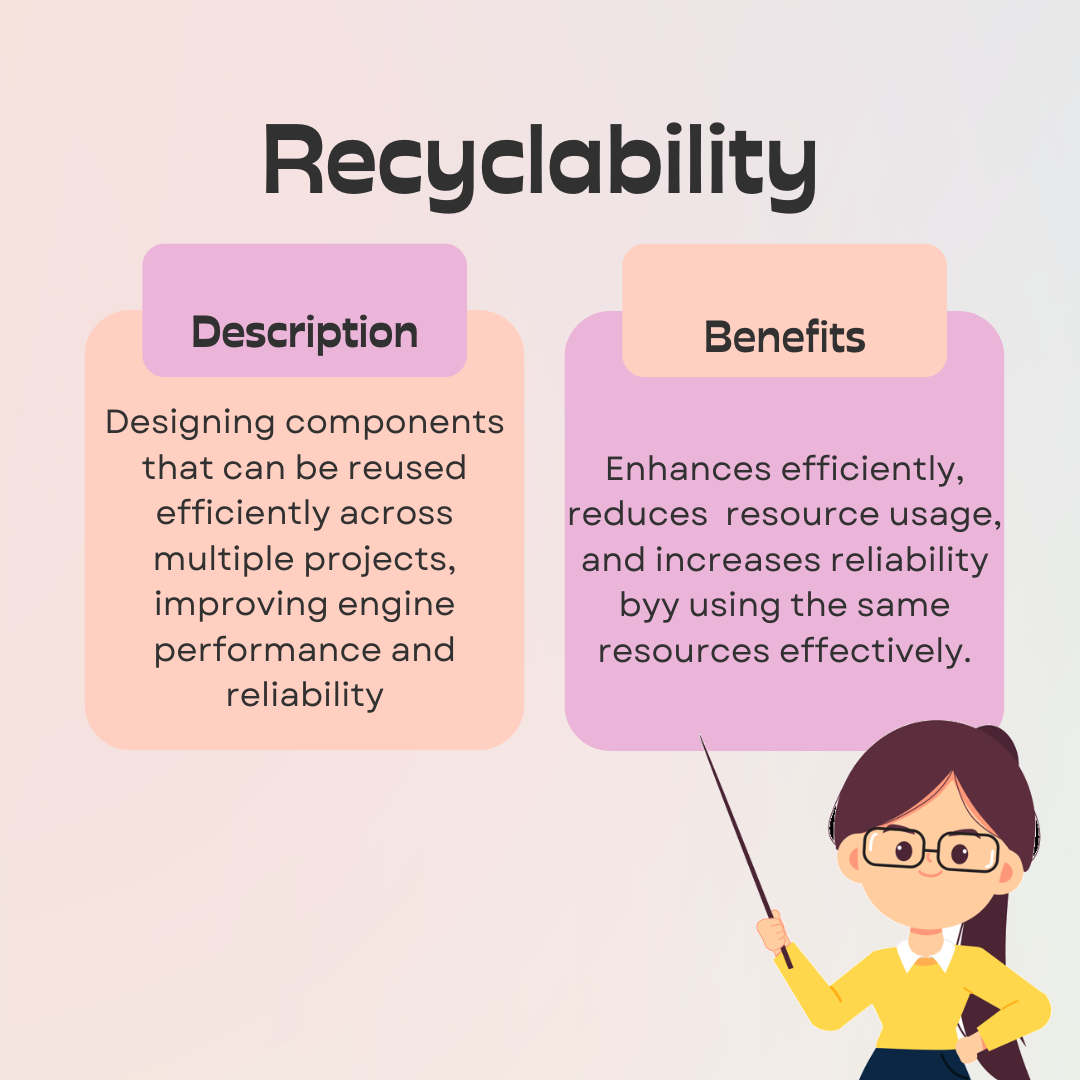 Recyclability
Description
Designing components
that can be reused
efficiently across
multiple projects,
improving engine
performance and
reliability
Benefits
Enhances efficiently,
reduces  resource usage,
and increases reliability
byy using the same
resources effectively.